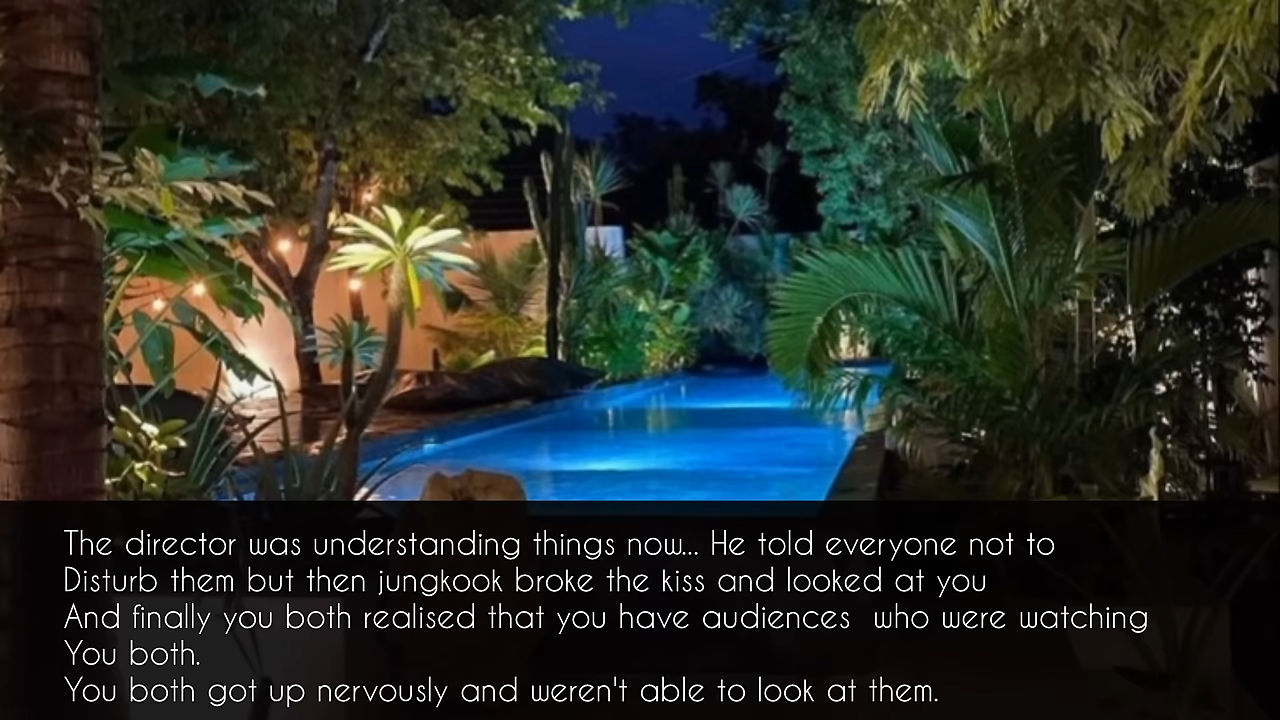 The director was understanding things now... He told everyone not to
Disturb them but then jungkook broke the kiss and looked at you
And finally you both realised that you have audiences  who were watching
You both.
You both got up nervously and weren't able to look at them.